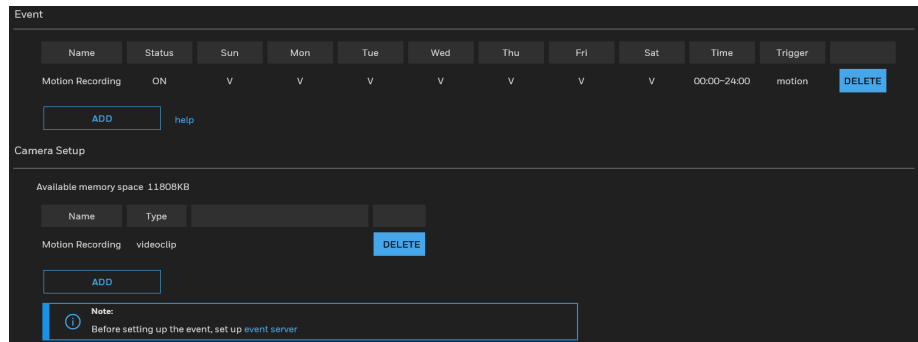 Event
Name Status Sun Mon Tue Wed Thu Fri Sat Time Trigger
Motion Recording ON V V V V V V V 00:00~24:00 motion DELETE
ADD help
Camera Setup
Available memory space 11808KB
Name Type
Motion Recording videoclip DELETE
ADD
Note:
Before setting up the event, set up event server